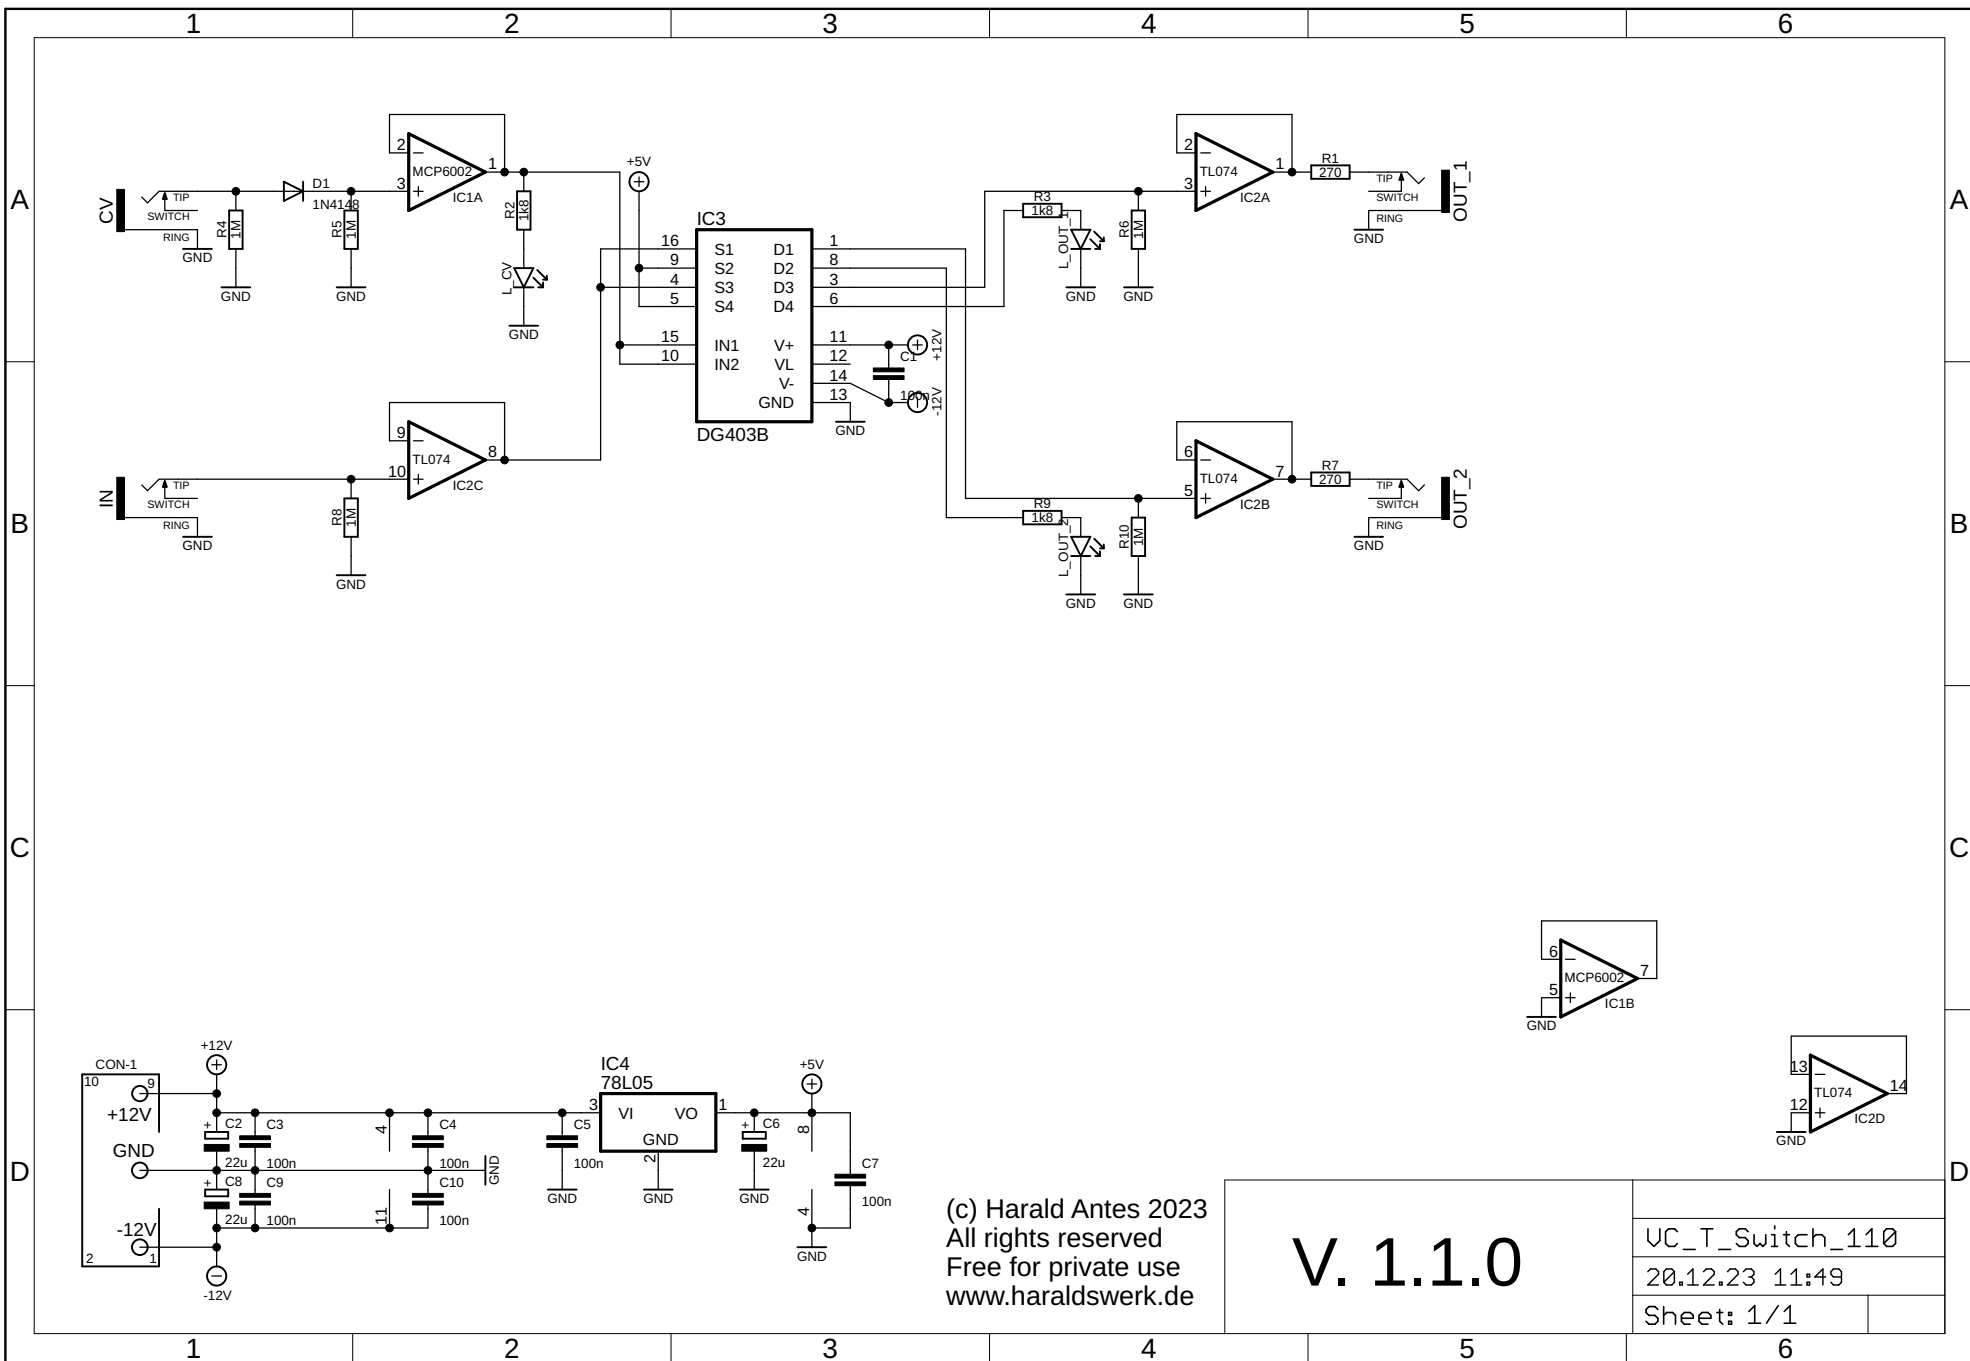 1 2 3 4 5 6
A A
B B
C C
D D
CV
TIP
SWITCH
RING
GND
R4
1M
GND
D1
1N4148
R5
1M
GND
2
3
1
MCP6002
IC1A
R2
1k8
L_CV
GND
+5V
IN
TIP
SWITCH
RING
GND
R8
1M
GND
9
10
8
TL074
IC2C
IC3
16 S1 D1 1
9 S2 D2 8
4 S3 D3 3
5 S4 D4 6
15 IN1 V+ 11
10 IN2 VL 12
V- 14
GND 13
DG403B
GND
C1
100n
+12V
-12V
R3
1k8
L_OUT_1
GND
R6
1M
GND
2
3
1
TL074
IC2A
R1
270
TIP
SWITCH
RING
GND
OUT_1
R9
1k8
L_OUT_2
GND
R10
1M
GND
6
5
7
TL074
IC2B
R7
270
TIP
SWITCH
RING
GND
OUT_2
6
5
7
MCP6002
IC1B
GND
13
12
14
TL074
IC2D
GND
CON-1
10 9
+12V
GND
-12V
2 1
+12V
C2
22u
C3
100n
C8
22u
C9
100n
-12V
4
11
C4
100n
C10
100n
GND
C5
100n
GND
IC4
78L05
3 VI VO 1
GND
2
GND
C6
22u
GND
+5V
8
4
GND
C7
100n
(c) Harald Antes 2023
All rights reserved
Free for private use
www.haraldswerk.de
V. 1.1.0
VC_T_Switch_110
20.12.23 11:49
Sheet: 1/1
1 2 3 4 5 6